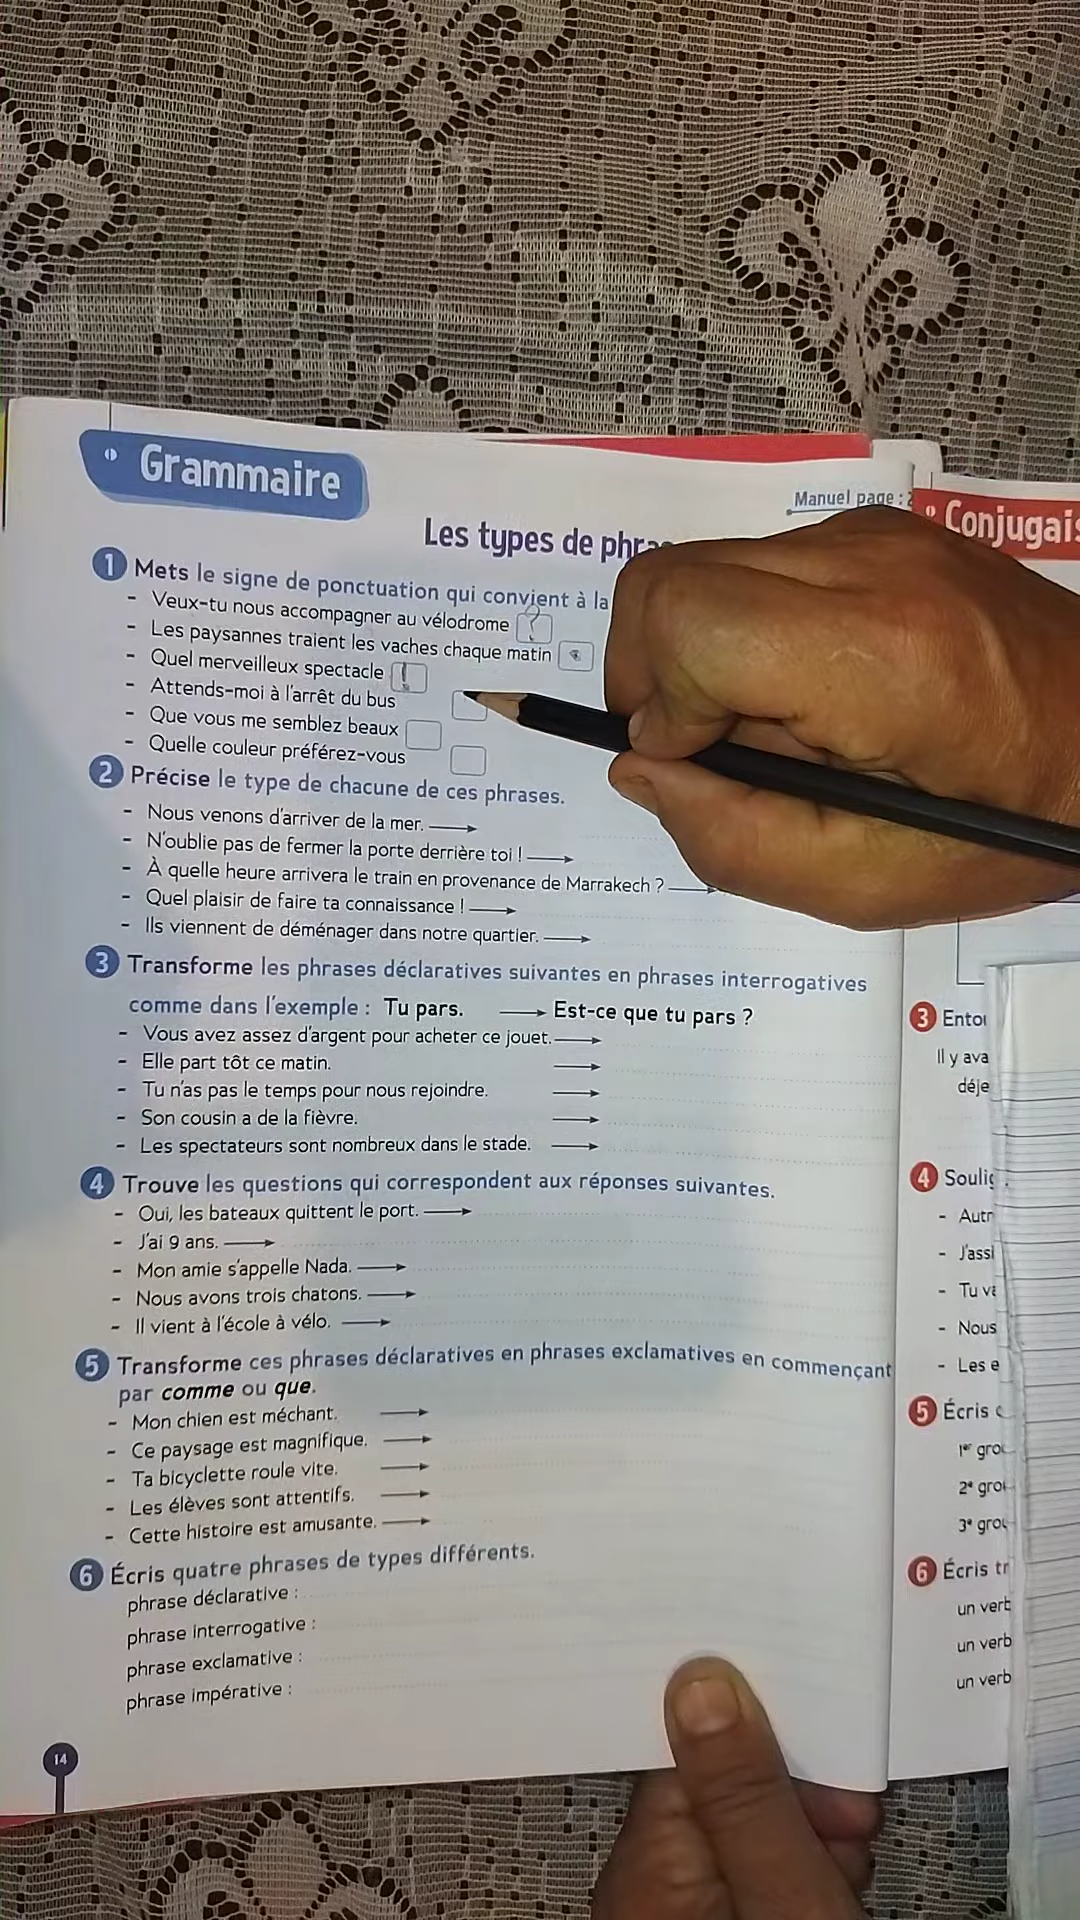 Grammaire
Manuel page :
Les types de
1 Mets le signe de ponctuation qui convient à la
- Veux-tu nous accompagner au vélodrome ?
- Les paysannes traient les vaches chaque matin .
- Quel merveilleux spectacle !
- Attends-moi à l'arrêt du bus
- Que vous me semblez beaux
- Quelle couleur préférez-vous
2 Précise le type de chacune de ces phrases.
- Nous venons d'arriver de la mer.
- N'oublie pas de fermer la porte derrière toi !
- À quelle heure arrivera le train en provenance de Marrakech ?
- Quel plaisir de faire ta connaissance !
- Ils viennent de déménager dans notre quartier.
3 Transforme les phrases déclaratives suivantes en phrases interrogatives
comme dans l'exemple : Tu pars. → Est-ce que tu pars ?
- Vous avez assez d'argent pour acheter ce jouet.
- Elle part tôt ce matin.
- Tu n'as pas le temps pour nous rejoindre.
- Son cousin a de la fièvre.
- Les spectateurs sont nombreux dans le stade.
4 Trouve les questions qui correspondent aux réponses suivantes.
- Oui, les bateaux quittent le port.
- J'ai 9 ans.
- Mon amie s'appelle Nada.
- Nous avons trois chatons.
- Il vient à l'école à vélo.
5 Transforme ces phrases déclaratives en phrases exclamatives en commençant
par comme ou que.
- Mon chien est méchant.
- Ce paysage est magnifique.
- Ta bicyclette roule vite.
- Les élèves sont attentifs.
- Cette histoire est amusante.
6 Écris quatre phrases de types différents.
phrase déclarative :
phrase interrogative :
phrase exclamative :
phrase impérative :
14
Conjugais
3 Ento
Il y ava
déje
4 Soulig
- Autr
- J'assi
- Tu va
- Nous
- Les e
5 Écris
1er gro
2e gro
3e grou
6 Écris tr
un verb
un verb
un verb